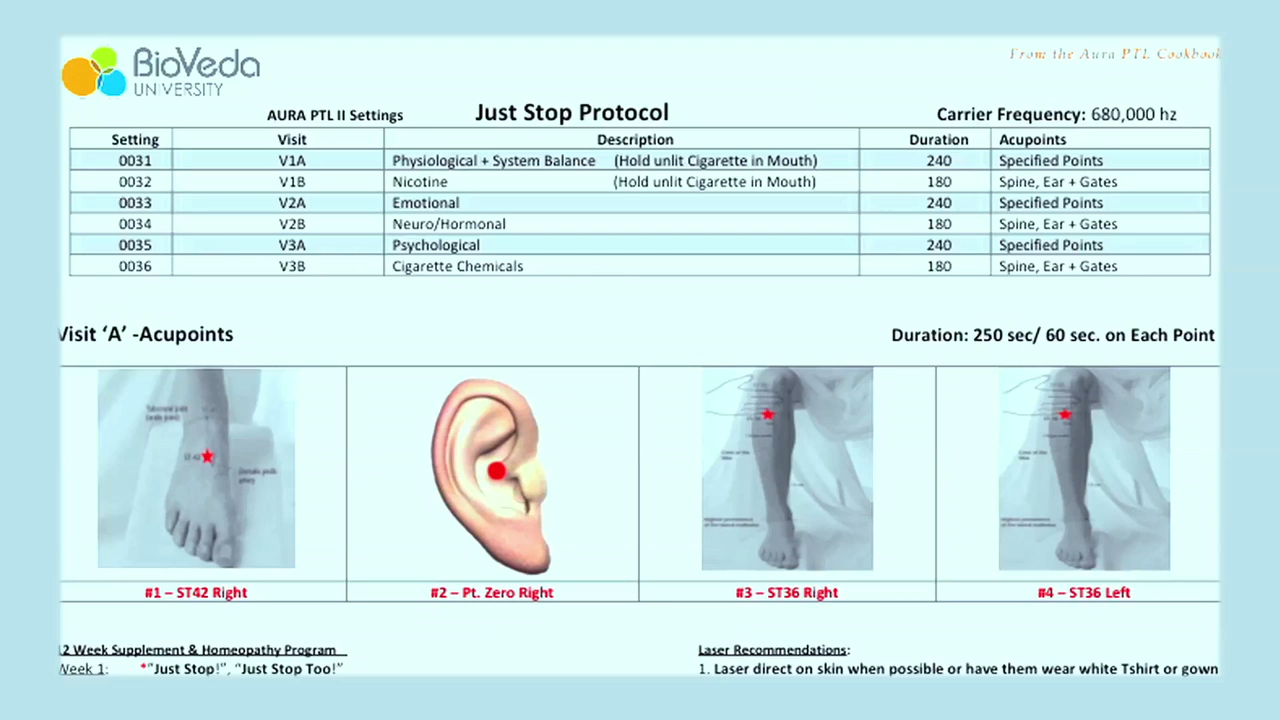 BioVeda
UNIVERSITY
From the Aura PTL Cookbook
AURA PTL II Settings Just Stop Protocol Carrier Frequency: 680,000 hz
Setting Visit Description Duration Acupoints
0031 V1A Physiological + System Balance (Hold unlit Cigarette in Mouth) 240 Specified Points
0032 V1B Nicotine (Hold unlit Cigarette in Mouth) 180 Spine, Ear + Gates
0033 V2A Emotional 240 Specified Points
0034 V2B Neuro/Hormonal 180 Spine, Ear + Gates
0035 V3A Psychological 240 Specified Points
0036 V3B Cigarette Chemicals 180 Spine, Ear + Gates
Visit ‘A’ -Acupoints Duration: 250 sec/ 60 sec. on Each Point
#1 – ST42 Right #2 – Pt. Zero Right #3 – ST36 Right #4 – ST36 Left
2 Week Supplement & Homeopathy Program Laser Recommendations:
Week 1: *“Just Stop!”, “Just Stop Too!” 1. Laser direct on skin when possible or have them wear white Tshirt or gown